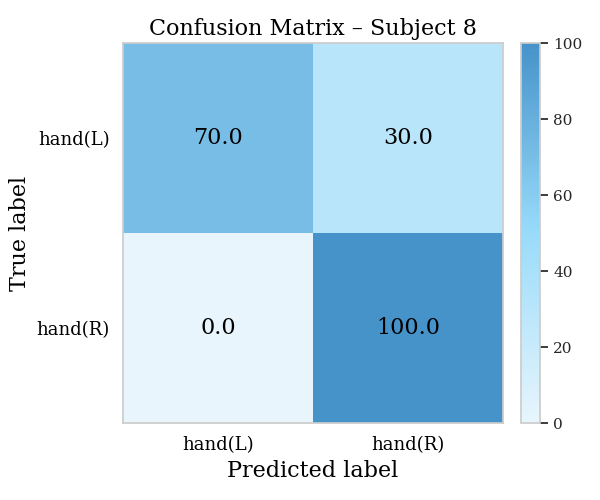 Confusion Matrix – Subject 8
True label
hand(L)
hand(R)
70.0
30.0
0.0
100.0
hand(L)
hand(R)
Predicted label
100
80
60
40
20
0